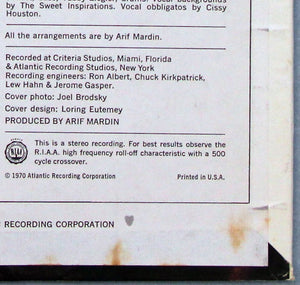 by The Sweet Inspirations. Vocal obligatos by Cissy
Houston.
All the arrangements are by Arif Mardin.
Recorded at Criteria Studios, Miami, Florida
& Atlantic Recording Studios, New York
Recording engineers: Ron Albert, Chuck Kirkpatrick,
Lew Hahn & Jerome Gasper.
Cover photo: Joel Brodsky
Cover design: Loring Eutemey
PRODUCED BY ARIF MARDIN
This is a stereo recording. For best results observe the
R.I.A.A. high frequency roll-off characteristic with a 500
cycle crossover.
© 1970 Atlantic Recording Corporation
Printed in U.S.A.
RECORDING CORPORATION